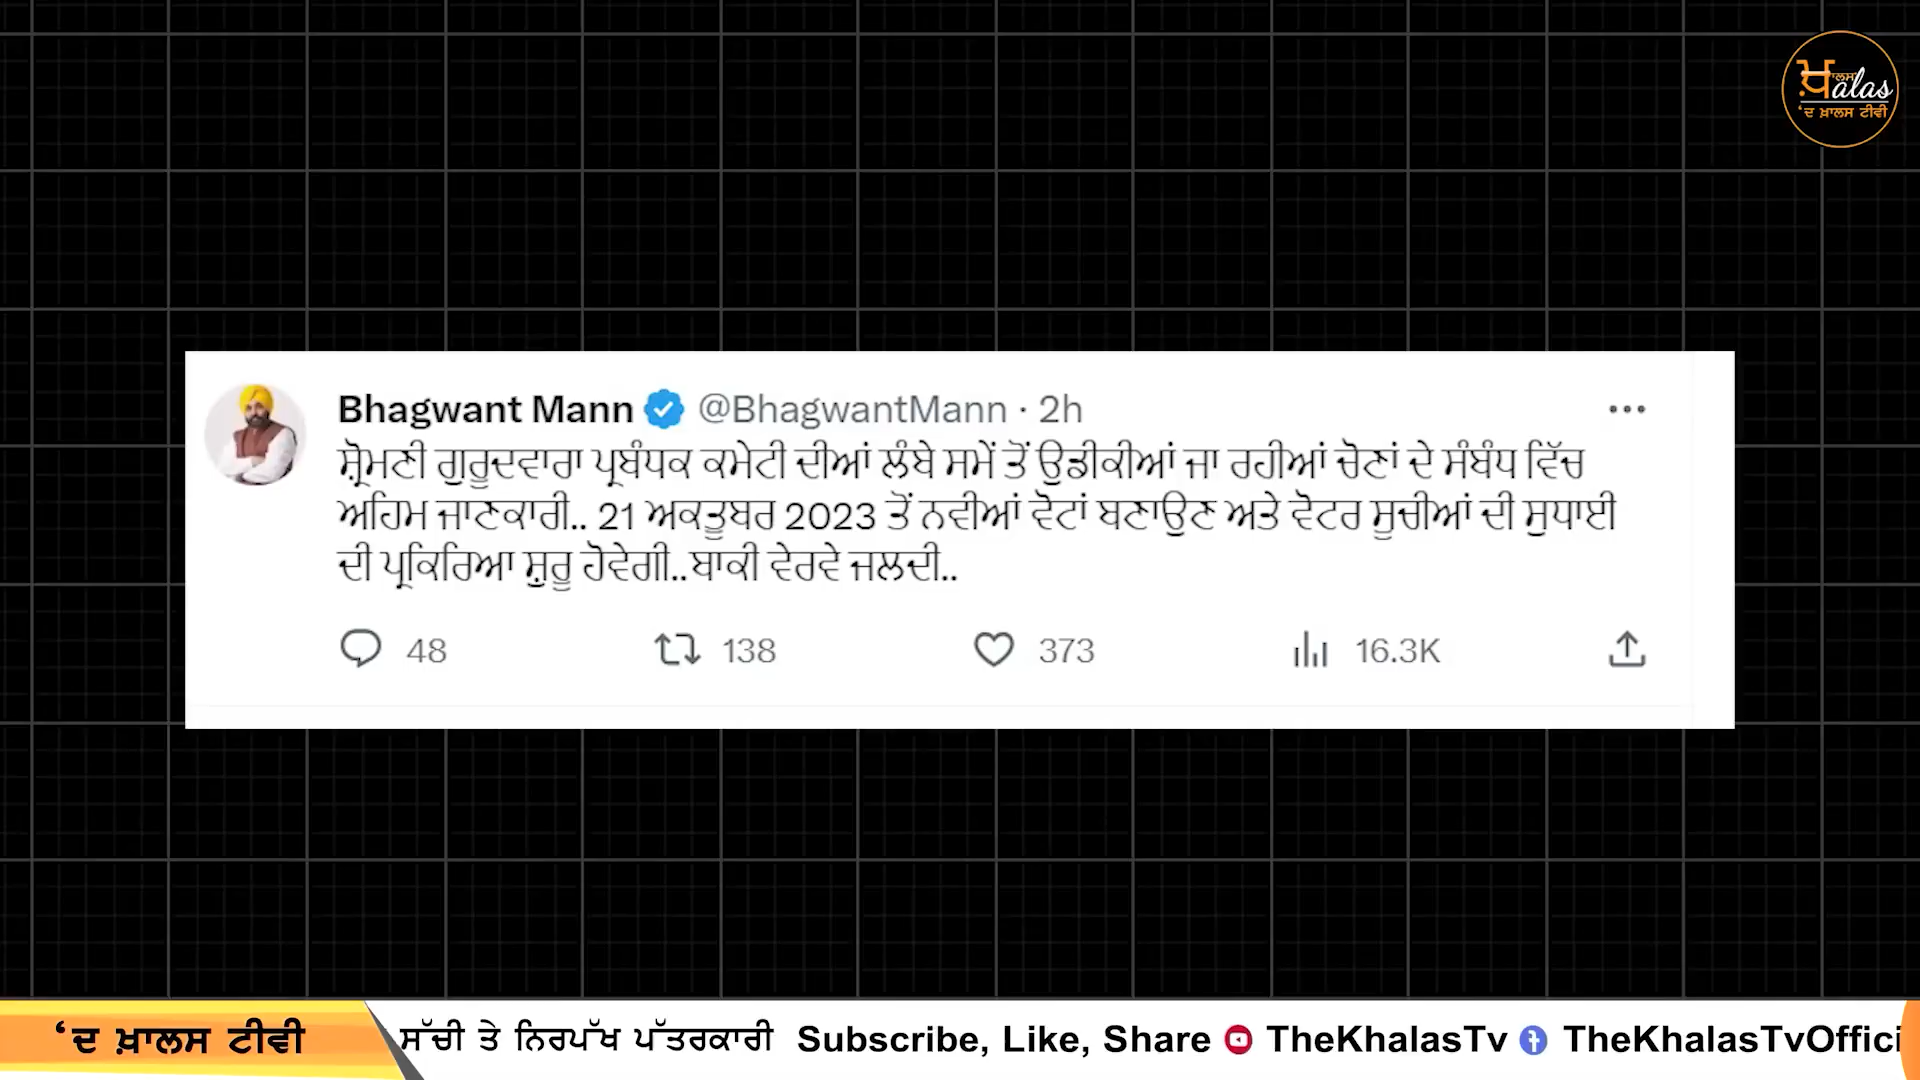 ਖ਼ਾਲਸ
alas
'ਦ ਖ਼ਾਲਸ ਟੀਵੀ
Bhagwant Mann @BhagwantMann · 2h
ਸ਼੍ਰੋਮਣੀ ਗੁਰੂਦਵਾਰਾ ਪ੍ਰਬੰਧਕ ਕਮੇਟੀ ਦੀਆਂ ਲੰਬੇ ਸਮੇਂ ਤੋਂ ਉਡੀਕੀਆਂ ਜਾ ਰਹੀਆਂ ਚੋਣਾਂ ਦੇ ਸੰਬੰਧ ਵਿੱਚ
ਅਹਿਮ ਜਾਣਕਾਰੀ.. 21 ਅਕਤੂਬਰ 2023 ਤੋਂ ਨਵੀਆਂ ਵੋਟਾਂ ਬਣਾਉਣ ਅਤੇ ਵੋਟਰ ਸੂਚੀਆਂ ਦੀ ਸੁਧਾਈ
ਦੀ ਪ੍ਰਕਿਰਿਆ ਸ਼ੁਰੂ ਹੋਵੇਗੀ..ਬਾਕੀ ਵੇਰਵੇ ਜਲਦੀ..
48 138 373 16.3K
‘ਦ ਖ਼ਾਲਸ ਟੀਵੀ ਸੱਚੀ ਤੇ ਨਿਰਪੱਖ ਪੱਤਰਕਾਰੀ Subscribe, Like, Share TheKhalasTv TheKhalasTvOffici